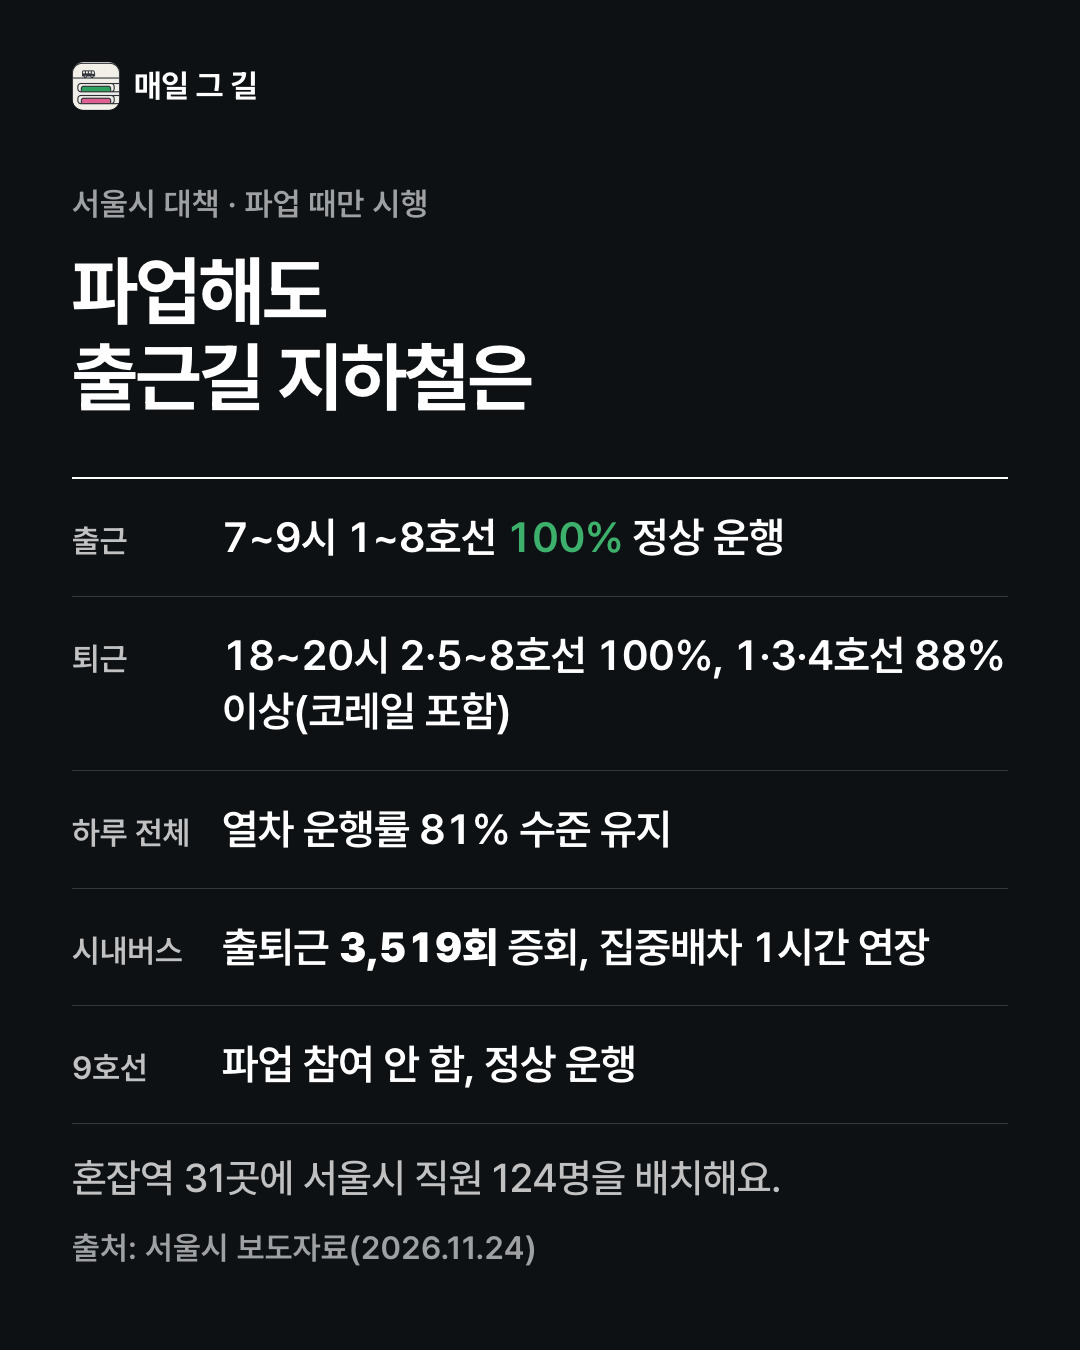 매일 그 길
서울시 대책 · 파업 때만 시행
파업해도
출근길 지하철은
출근 7~9시 1~8호선 100% 정상 운행
퇴근 18~20시 2·5~8호선 100%, 1·3·4호선 88%
이상(코레일 포함)
하루 전체 열차 운행률 81% 수준 유지
시내버스 출퇴근 3,519회 증회, 집중배차 1시간 연장
9호선 파업 참여 안 함, 정상 운행
혼잡역 31곳에 서울시 직원 124명을 배치해요.
출처: 서울시 보도자료(2026.11.24)